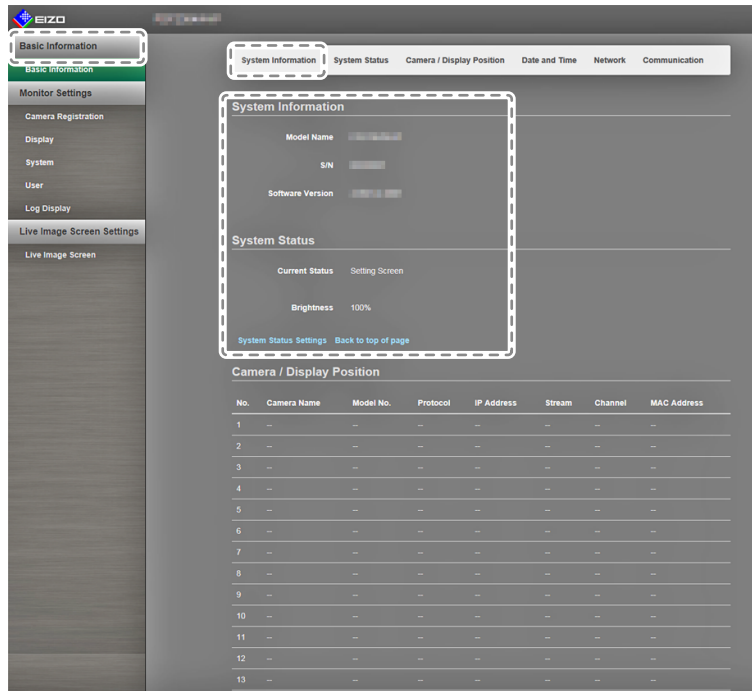 EIZO
Basic Information
Basic Information
Monitor Settings
Camera Registration
Display
System
User
Log Display
Live Image Screen Settings
Live Image Screen
System Information System Status Camera / Display Position Date and Time Network Communication
System Information
Model Name
S/N
Software Version
System Status
Current Status Setting Screen
Brightness 100%
System Status Settings Back to top of page
Camera / Display Position
No. Camera Name Model No. Protocol IP Address Stream Channel MAC Address
1 -- -- -- -- -- -- --
2 -- -- -- -- -- -- --
3 -- -- -- -- -- -- --
4 -- -- -- -- -- -- --
5 -- -- -- -- -- -- --
6 -- -- -- -- -- -- --
7 -- -- -- -- -- -- --
8 -- -- -- -- -- -- --
9 -- -- -- -- -- -- --
10 -- -- -- -- -- -- --
11 -- -- -- -- -- -- --
12 -- -- -- -- -- -- --
13 -- -- -- -- -- -- --